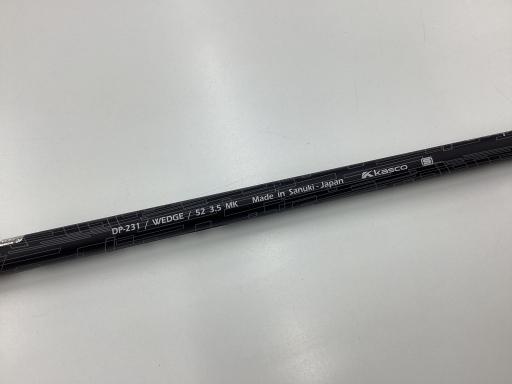 DP-231 / WEDGE / 52 3.5 MK Made in Sanuki-Japan Kasco S